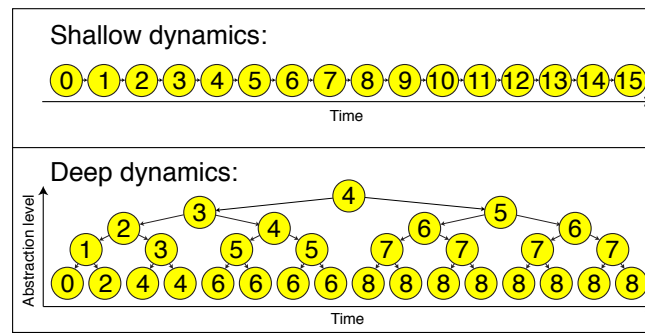 Shallow dynamics:
0 1 2 3 4 5 6 7 8 9 10 11 12 13 14 15
Time
Deep dynamics:
Abstraction level
4
3 5
2 4 6 6
1 3 5 5 7 7 7 7
0 2 4 4 6 6 6 6 8 8 8 8 8 8 8 8
Time